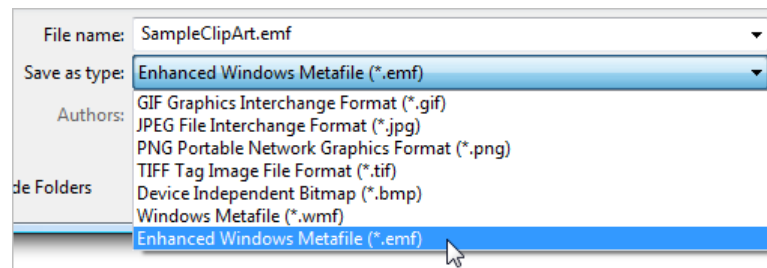 File name: SampleClipArt.emf
Save as type: Enhanced Windows Metafile (*.emf)
Authors:
GIF Graphics Interchange Format (*.gif)
JPEG File Interchange Format (*.jpg)
PNG Portable Network Graphics Format (*.png)
TIFF Tag Image File Format (*.tif)
Device Independent Bitmap (*.bmp)
Windows Metafile (*.wmf)
Enhanced Windows Metafile (*.emf)
de Folders